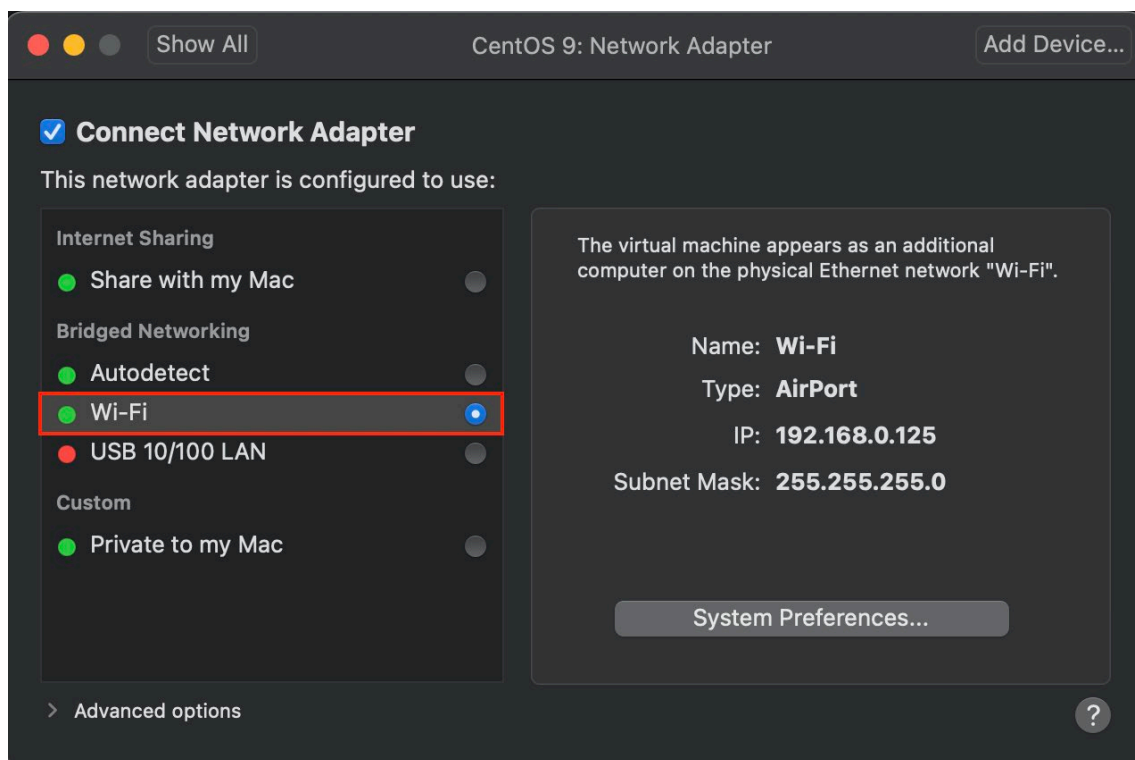 Show All
CentOS 9: Network Adapter
Add Device...
Connect Network Adapter
This network adapter is configured to use:
Internet Sharing
Share with my Mac
Bridged Networking
Autodetect
Wi-Fi
USB 10/100 LAN
Custom
Private to my Mac
The virtual machine appears as an additional
computer on the physical Ethernet network "Wi-Fi".
Name: Wi-Fi
Type: AirPort
IP: 192.168.0.125
Subnet Mask: 255.255.255.0
System Preferences...
Advanced options
?